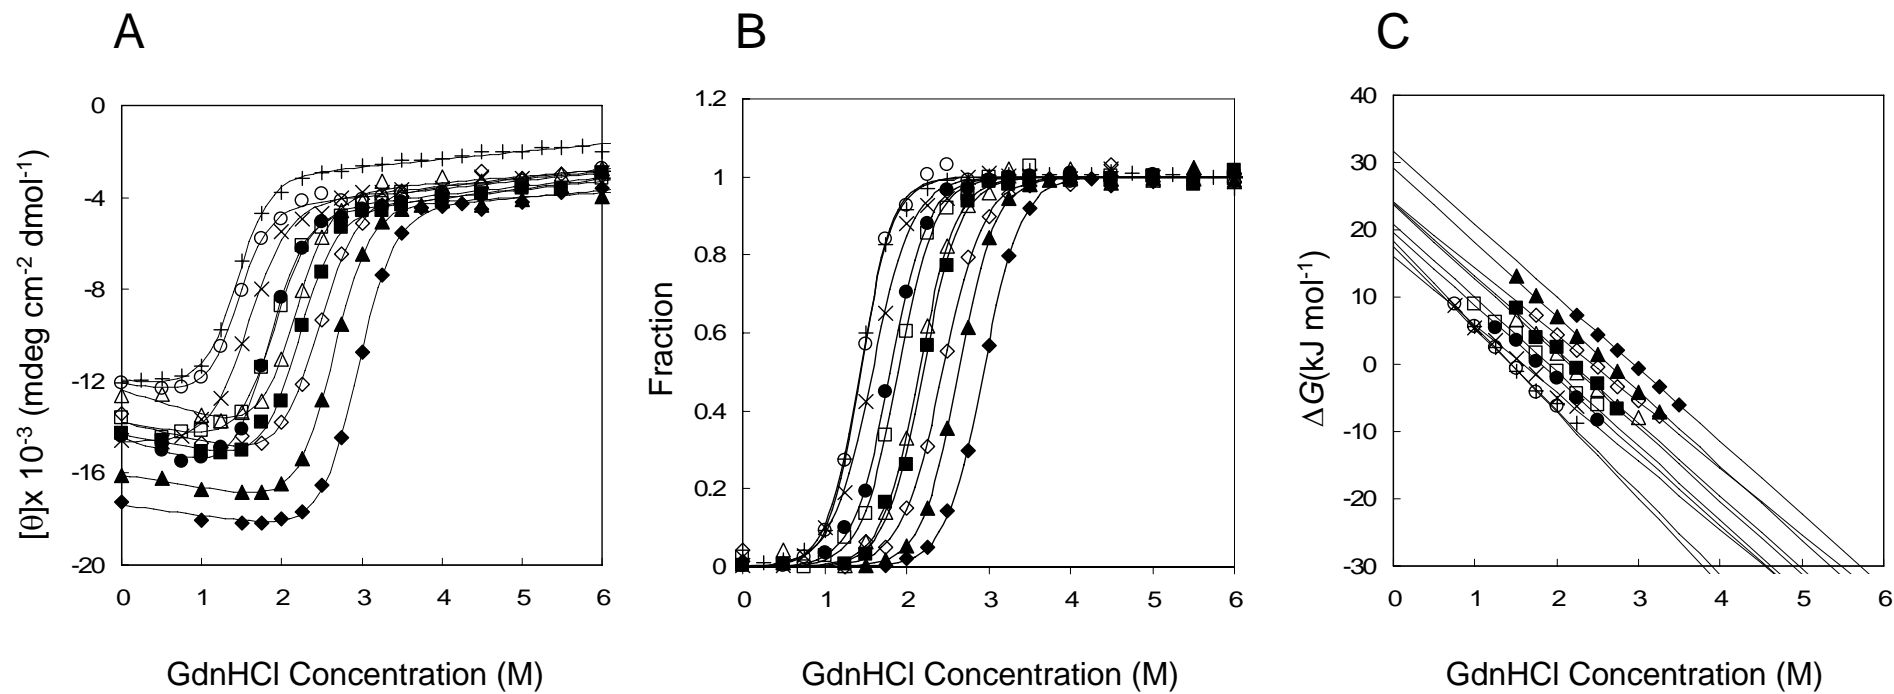 A
B
C
0
-4
-8
-12
-16
-20
0 1 2 3 4 5 6
[θ]x 10⁻³ (mdeg cm⁻² dmol⁻¹)
GdnHCl Concentration (M)
1.2
1
0.8
0.6
0.4
0.2
0
0 1 2 3 4 5 6
Fraction
GdnHCl Concentration (M)
40
30
20
10
0
-10
-20
-30
0 1 2 3 4 5 6
ΔG(kJ mol⁻¹)
GdnHCl Concentration (M)